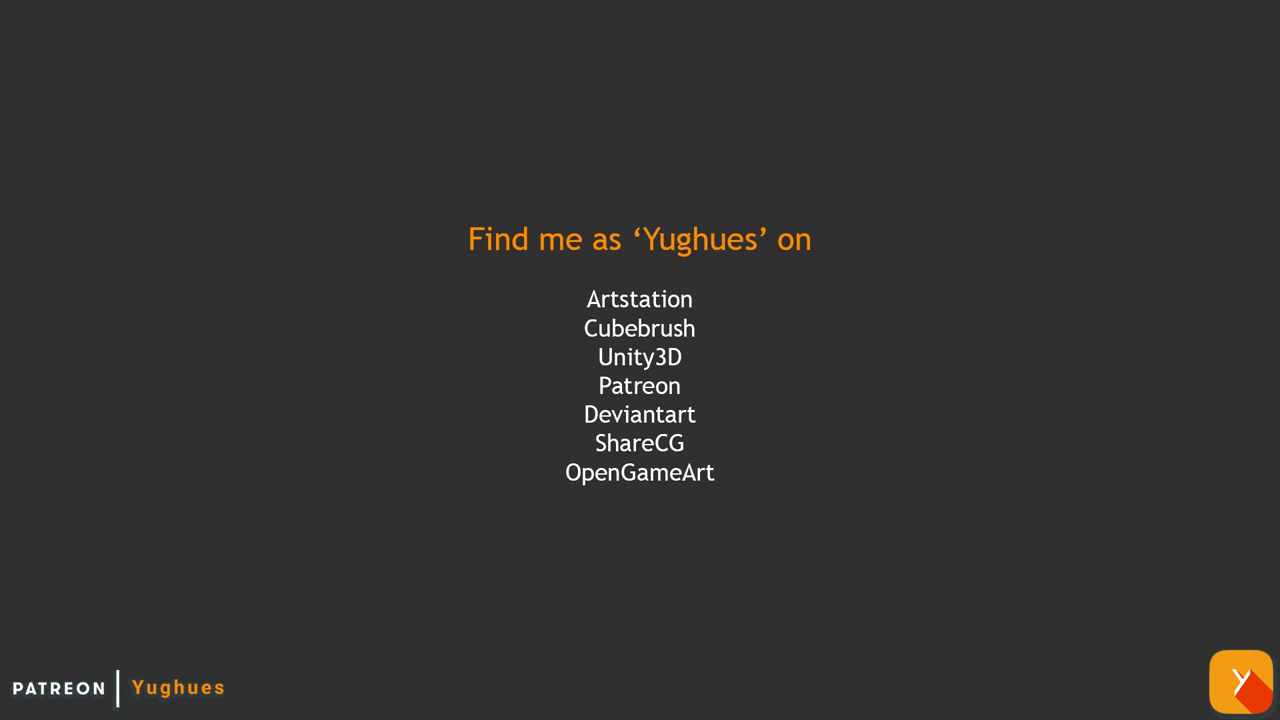 Find me as ‘Yughues’ on
Artstation
Cubebrush
Unity3D
Patreon
Deviantart
ShareCG
OpenGameArt
PATREON | Yughues
Y